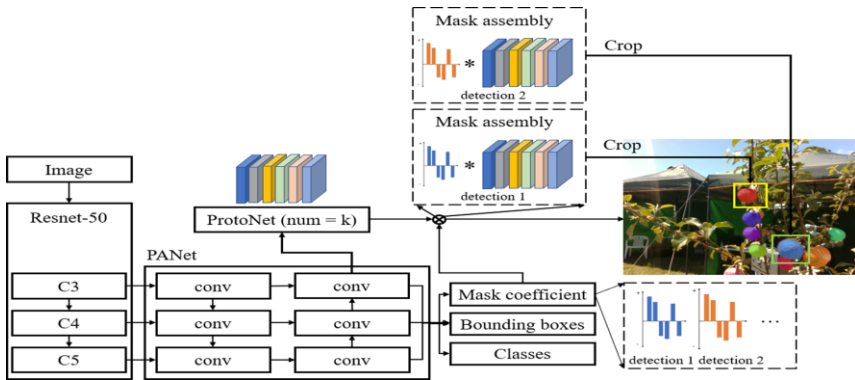 Mask assembly
*
detection 2
Crop
Mask assembly
*
detection 1
Crop
Image
Resnet-50
ProtoNet (num = k)
PANet
C3
conv
conv
Mask coefficient
C4
conv
conv
Bounding boxes
C5
conv
conv
Classes
detection 1
detection 2
...